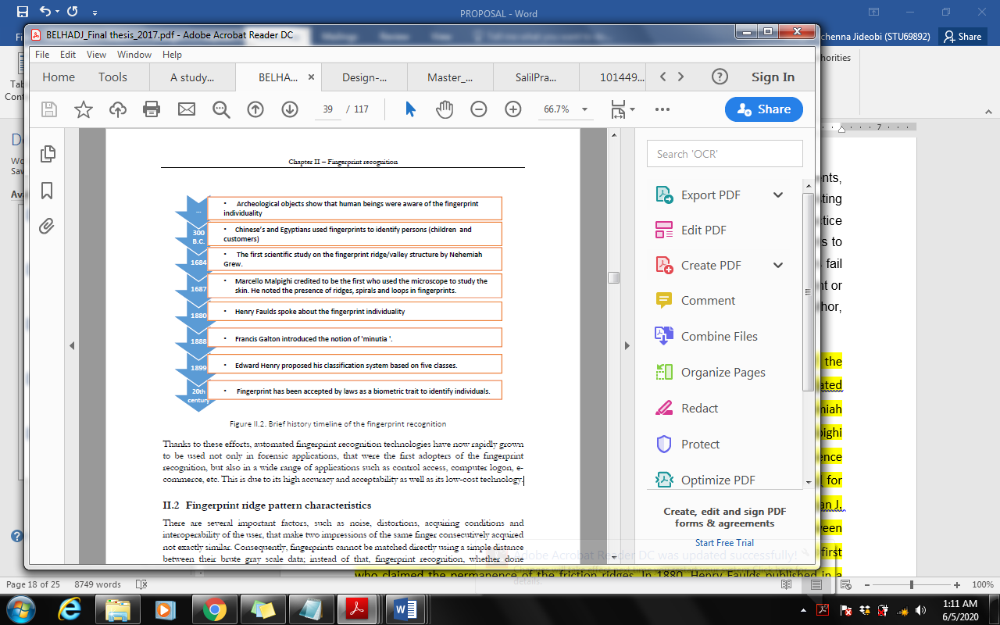 PROPOSAL - Word
BELHADJ_Final thesis_2017.pdf - Adobe Acrobat Reader DC
chenna Jideobi (STU69892)
Share
File Edit View Window Help
Home Tools A study... BELHA... Design-... Master_... SalilPra... 101449... Sign In
39 / 117 66.7% Share
Chapter II – Fingerprint recognition
...
• Archeological objects show that human beings were aware of the fingerprint
individuality
300
B.C.
• Chinese's and Egyptians used fingerprints to identify persons (children and
customers)
1684
• The first scientific study on the fingerprint ridge/valley structure by Nehemiah
Grew.
1687
• Marcello Malpighi credited to be the first who used the microscope to study the
skin. He noted the presence of ridges, spirals and loops in fingerprints.
1880
• Henry Faulds spoke about the fingerprint individuality
1888
• Francis Galton introduced the notion of 'minutia '.
1899
• Edward Henry proposed his classification system based on five classes.
20th
century
• Fingerprint has been accepted by laws as a biometric trait to identify individuals.
Figure II.2. Brief history timeline of the fingerprint recognition
Thanks to these efforts, automated fingerprint recognition technologies have now rapidly grown
to be used not only in forensic applications, that were the first adopters of the fingerprint
recognition, but also in a wide range of applications such as control access, computer logon, e-
commerce, etc. This is due to its high accuracy and acceptability as well as its low-cost technology.
II.2 Fingerprint ridge pattern characteristics
There are several important factors, such as noise, distortions, acquiring conditions and
interoperability of the user, that make two impressions of the same finger consecutively acquired
not exactly similar. Consequently, fingerprints cannot be matched directly using a simple distance
between their brute gray scale data; instead of that, fingerprint recognition, whether done
Search 'OCR'
Export PDF
Edit PDF
Create PDF
Comment
Combine Files
Organize Pages
Redact
Protect
Optimize PDF
Create, edit and sign PDF
forms & agreements
Start Free Trial
Adobe Acrobat Reader DC was updated successfully!
details.
horities
7
nts,
sting
ctice
s to
fail
nt or
hor,
the
ated
miah
pighi
ence
for
an J.
ween
first
who claimed the permanence of the friction ridges. In 1880, Henry Faulds published in a
Page 18 of 25 8749 words 100%
1:11 AM
6/5/2020